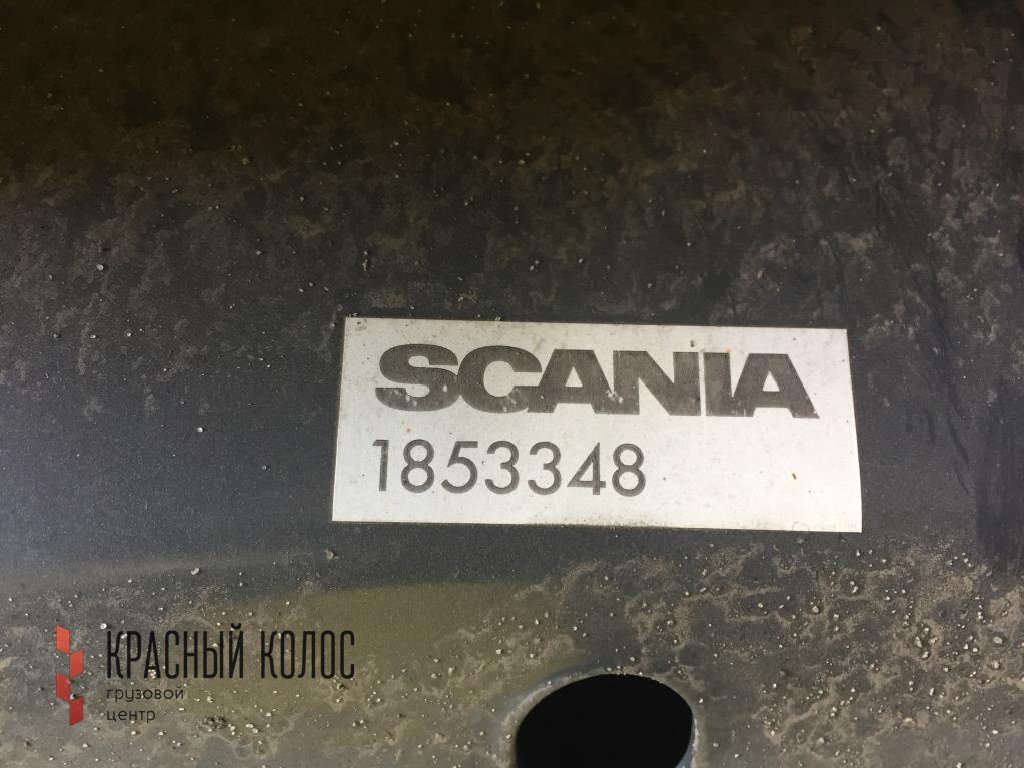 SCANIA
1853348
КРАСНЫЙ КОЛОС
грузовой
центр